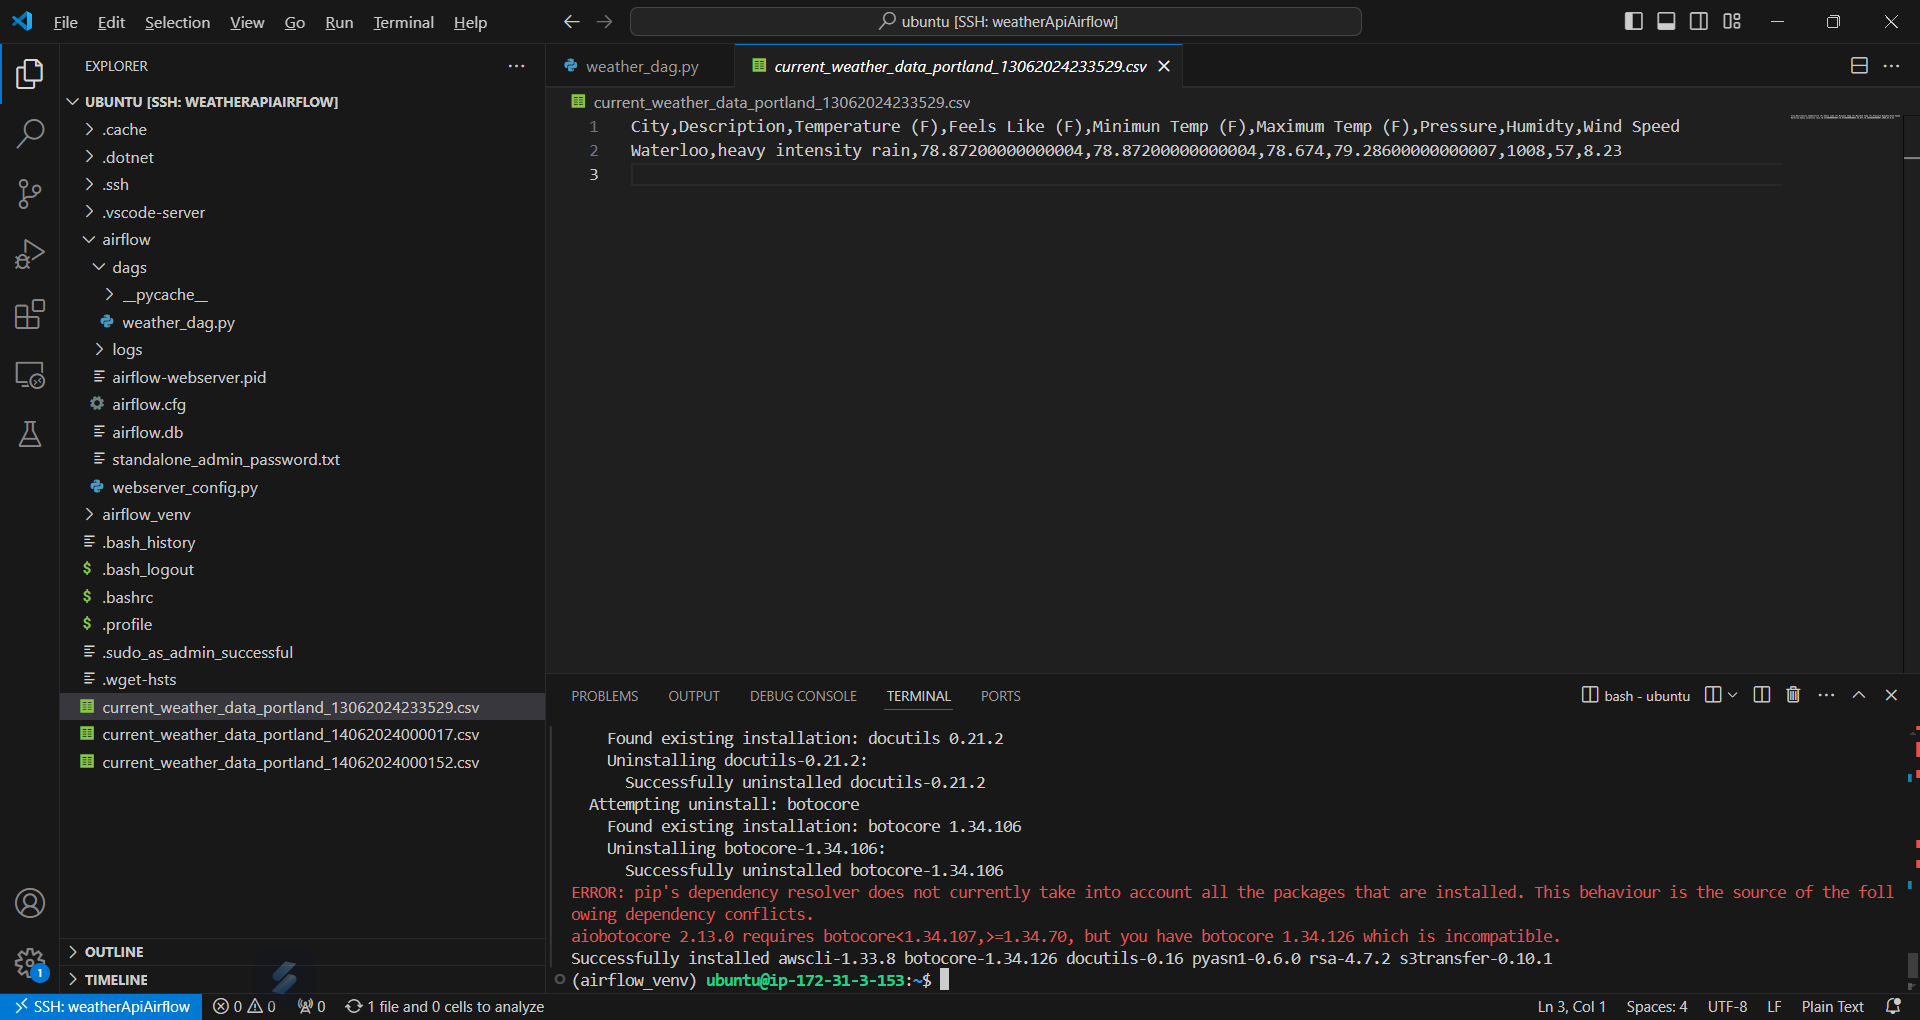 File Edit Selection View Go Run Terminal Help
ubuntu [SSH: weatherApiAirflow]
EXPLORER
UBUNTU [SSH: WEATHERAPIAIRFLOW]
.cache
.dotnet
.ssh
.vscode-server
airflow
dags
__pycache__
weather_dag.py
logs
airflow-webserver.pid
airflow.cfg
airflow.db
standalone_admin_password.txt
webserver_config.py
airflow_venv
.bash_history
$ .bash_logout
$ .bashrc
$ .profile
.sudo_as_admin_successful
.wget-hsts
current_weather_data_portland_13062024233529.csv
current_weather_data_portland_14062024000017.csv
current_weather_data_portland_14062024000152.csv
OUTLINE
TIMELINE
1
weather_dag.py
current_weather_data_portland_13062024233529.csv
current_weather_data_portland_13062024233529.csv
1 City,Description,Temperature (F),Feels Like (F),Minimun Temp (F),Maximum Temp (F),Pressure,Humidty,Wind Speed
2 Waterloo,heavy intensity rain,78.87200000000004,78.87200000000004,78.674,79.28600000000007,1008,57,8.23
3
PROBLEMS OUTPUT DEBUG CONSOLE TERMINAL PORTS
bash - ubuntu
Found existing installation: docutils 0.21.2
Uninstalling docutils-0.21.2:
Successfully uninstalled docutils-0.21.2
Attempting uninstall: botocore
Found existing installation: botocore 1.34.106
Uninstalling botocore-1.34.106:
Successfully uninstalled botocore-1.34.106
ERROR: pip's dependency resolver does not currently take into account all the packages that are installed. This behaviour is the source of the foll
owing dependency conflicts.
aiobotocore 2.13.0 requires botocore<1.34.107,>=1.34.70, but you have botocore 1.34.126 which is incompatible.
Successfully installed awscli-1.33.8 botocore-1.34.126 docutils-0.16 pyasn1-0.6.0 rsa-4.7.2 s3transfer-0.10.1
(airflow_venv) ubuntu@ip-172-31-3-153:~$
SSH: weatherApiAirflow 0 0 0 1 file and 0 cells to analyze
Ln 3, Col 1 Spaces: 4 UTF-8 LF Plain Text